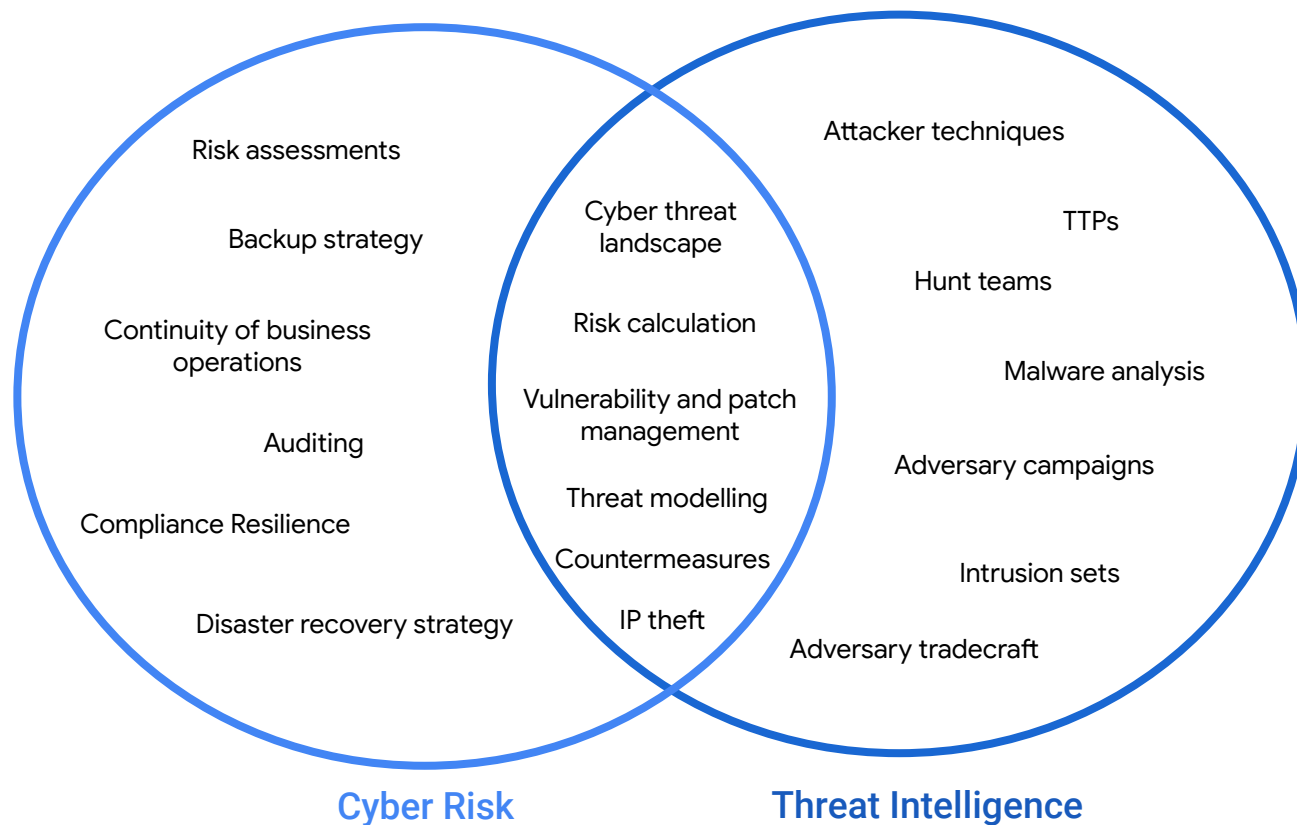 Risk assessments
Backup strategy
Continuity of business
operations
Auditing
Compliance Resilience
Disaster recovery strategy
Cyber threat
landscape
Risk calculation
Vulnerability and patch
management
Threat modelling
Countermeasures
IP theft
Attacker techniques
TTPs
Hunt teams
Malware analysis
Adversary campaigns
Intrusion sets
Adversary tradecraft
Cyber Risk
Threat Intelligence